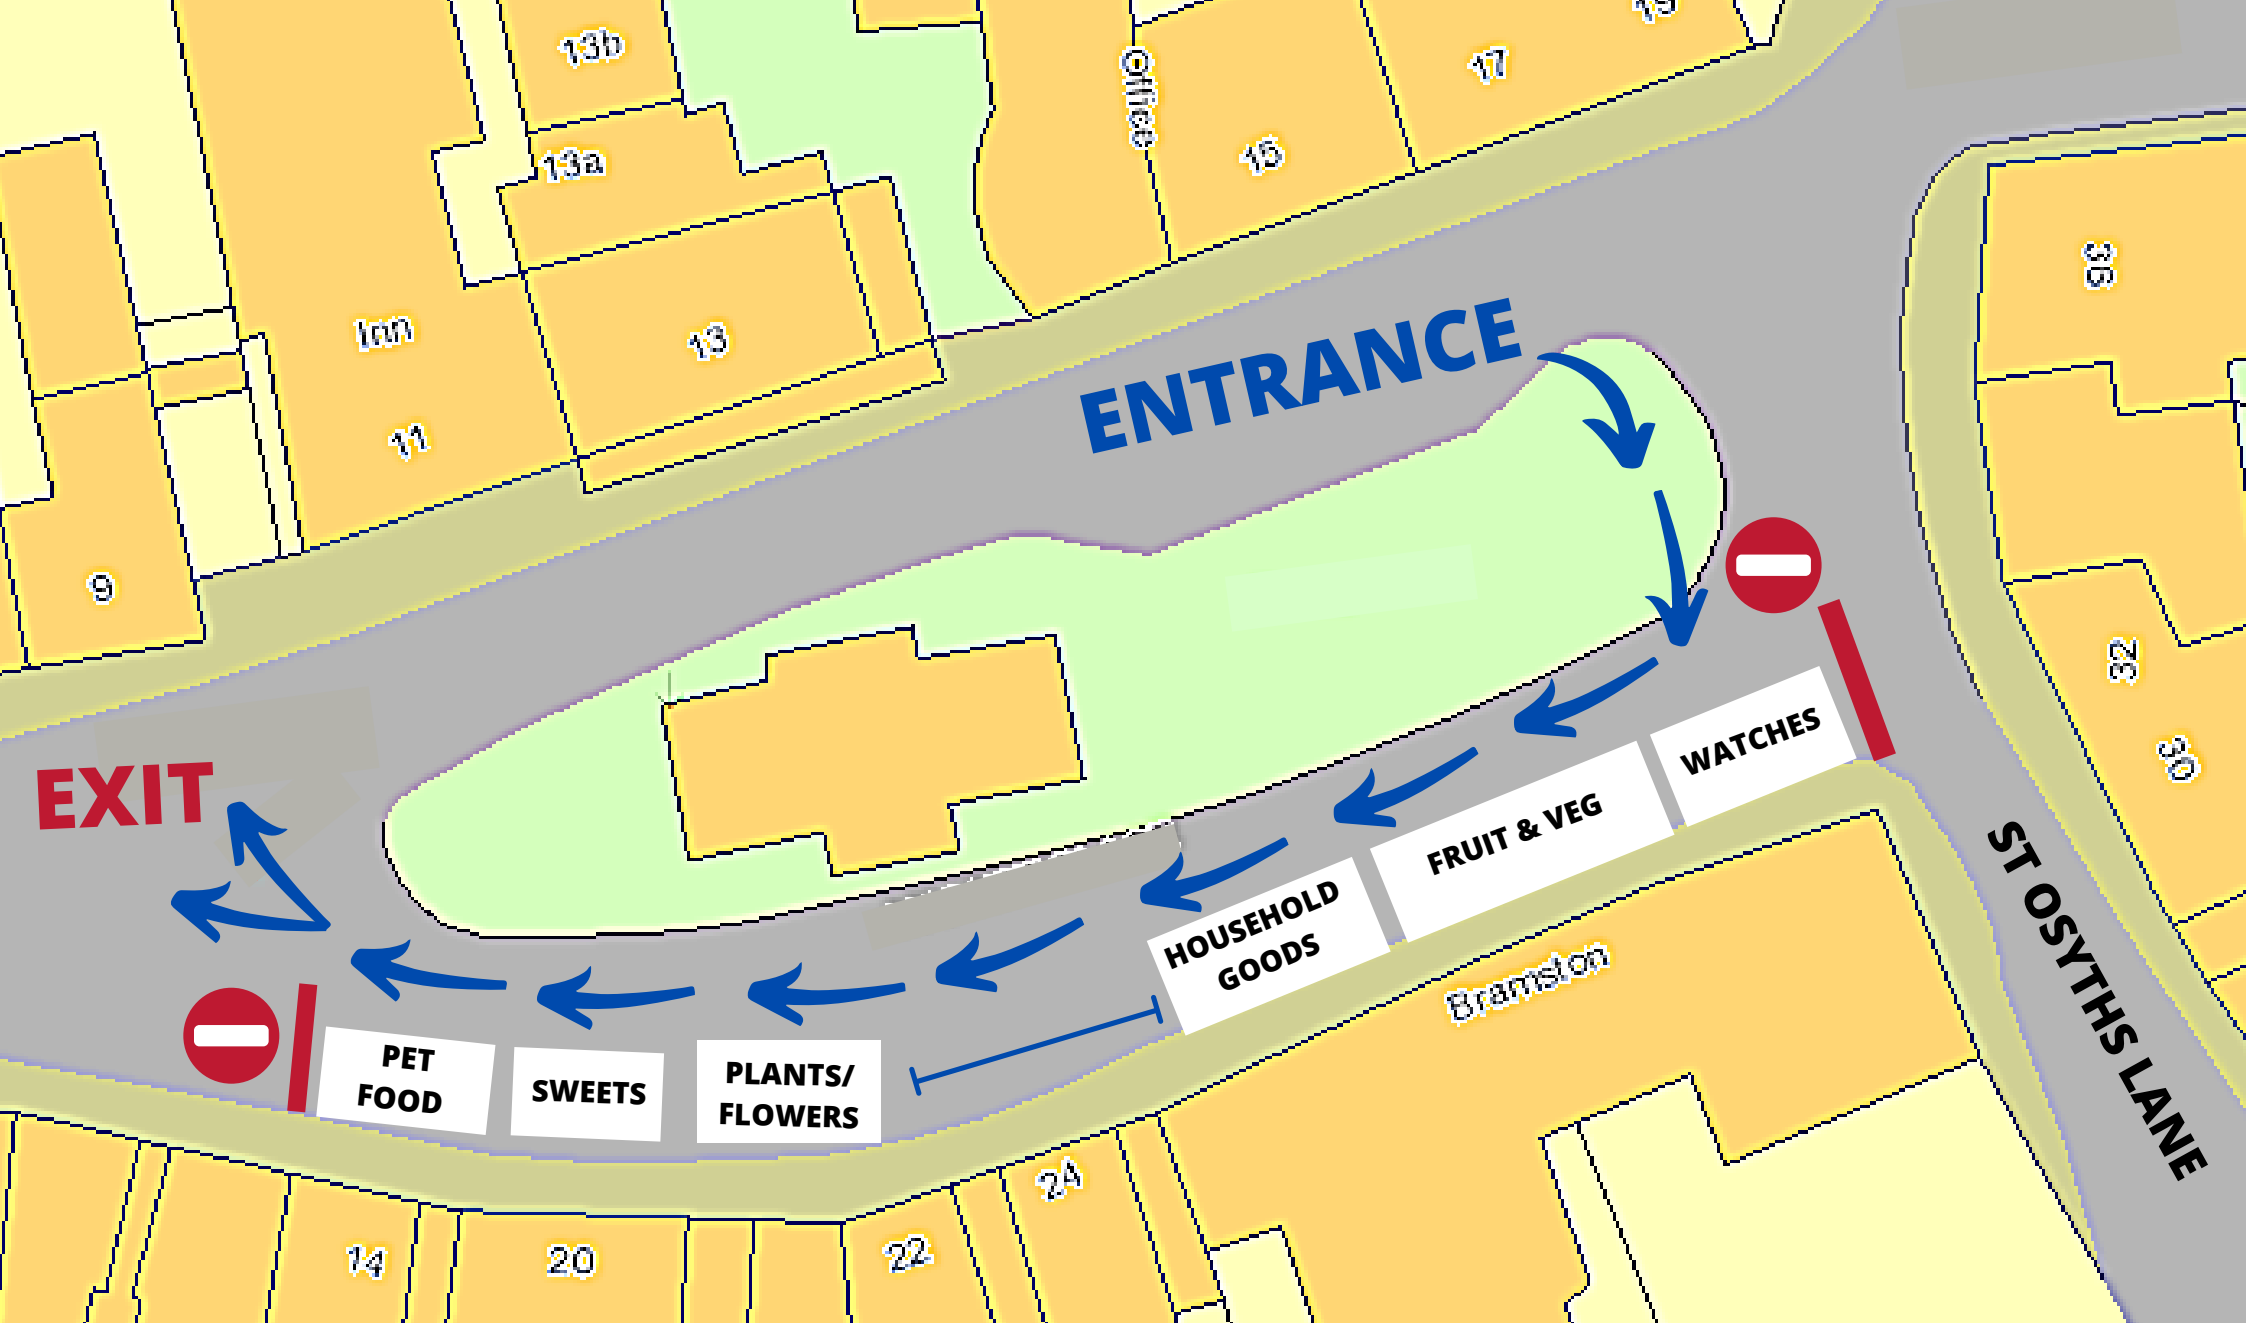 13b
Office
19
17
13a
15
36
Inn
13
11
ENTRANCE
9
32
30
EXIT
WATCHES
FRUIT & VEG
HOUSEHOLD
GOODS
ST OSYTHS LANE
Bramston
PET
FOOD
SWEETS
PLANTS/
FLOWERS
24
14
20
22